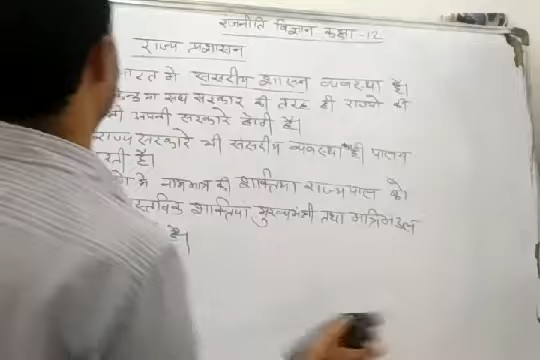 राजनीति विज्ञान कक्षा -12
राज्य प्रशासन
भारत में संसदीय शासन व्यवस्था है।
संघ सरकार की तरह ही राज्यों की
अपनी सरकारे होती है।
राज्य सरकारे भी संसदीय व्यवस्था ही पालन
करती है।
में नाममात्र की शक्तिया राज्यपाल को
शक्तिया मुख्यमंत्री तथा मंत्रिमंडल
है।